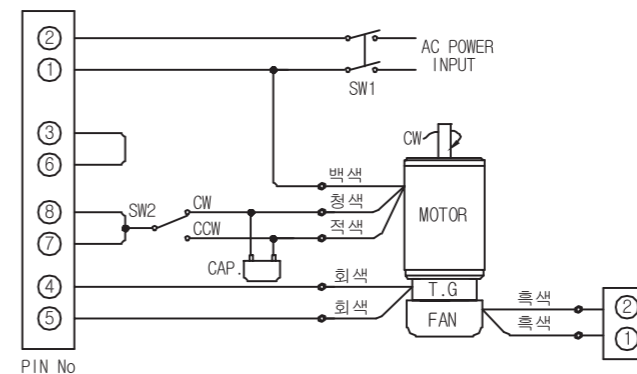 ②
①
③
⑥
⑧
⑦
④
⑤
PIN No
AC POWER
INPUT
SW1
CW
백색
SW2
CW
청색
MOTOR
CCW
적색
CAP.
회색
T.G
회색
FAN
흑색
흑색
②
①